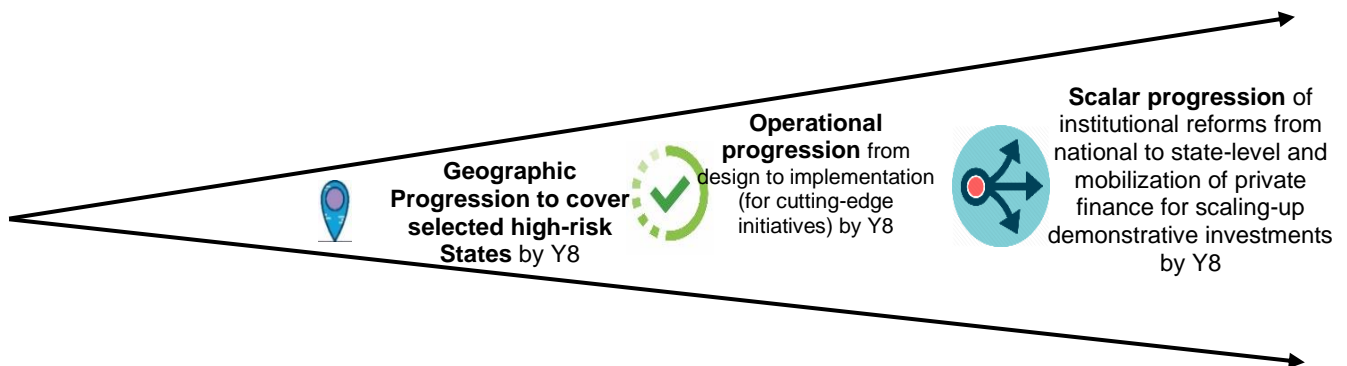 Geographic
Progression to cover
selected high-risk
States by Y8
Operational
progression from
design to implementation
(for cutting-edge
initiatives) by Y8
Scalar progression of
institutional reforms from
national to state-level and
mobilization of private
finance for scaling-up
demonstrative investments
by Y8